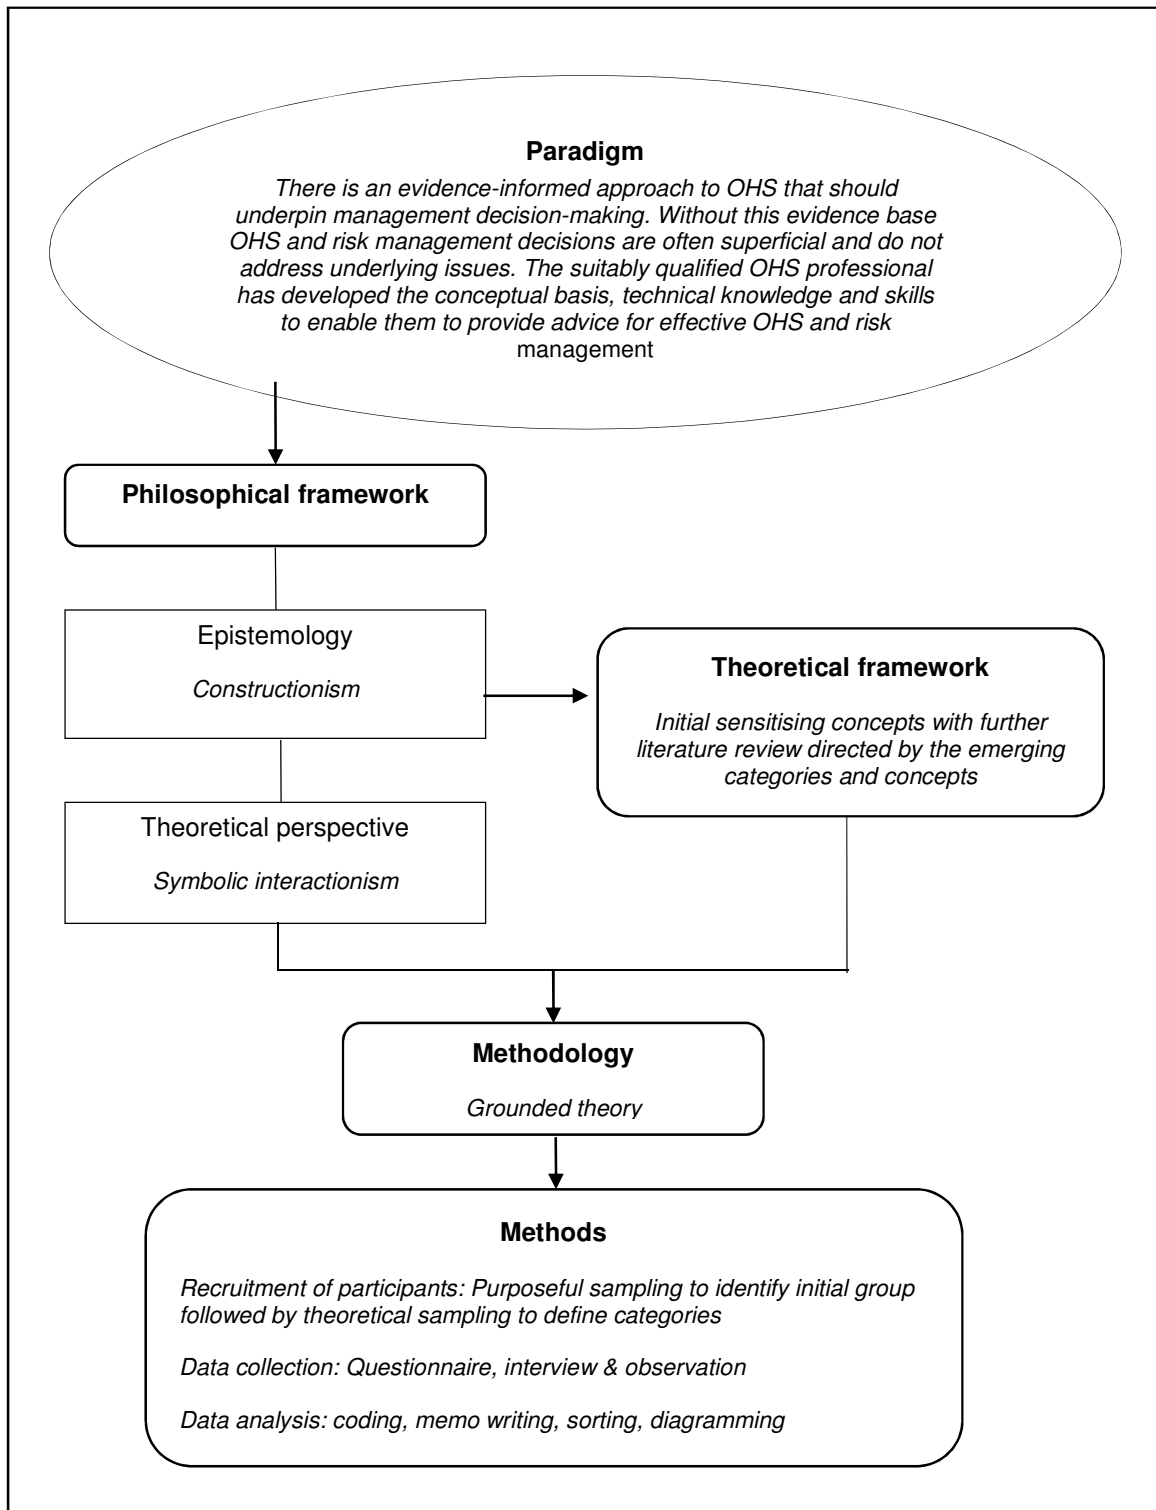 Paradigm
There is an evidence-informed approach to OHS that should
underpin management decision-making. Without this evidence base
OHS and risk management decisions are often superficial and do not
address underlying issues. The suitably qualified OHS professional
has developed the conceptual basis, technical knowledge and skills
to enable them to provide advice for effective OHS and risk
management
Philosophical framework
Epistemology
Constructionism
Theoretical framework
Initial sensitising concepts with further
literature review directed by the emerging
categories and concepts
Theoretical perspective
Symbolic interactionism
Methodology
Grounded theory
Methods
Recruitment of participants: Purposeful sampling to identify initial group
followed by theoretical sampling to define categories
Data collection: Questionnaire, interview & observation
Data analysis: coding, memo writing, sorting, diagramming